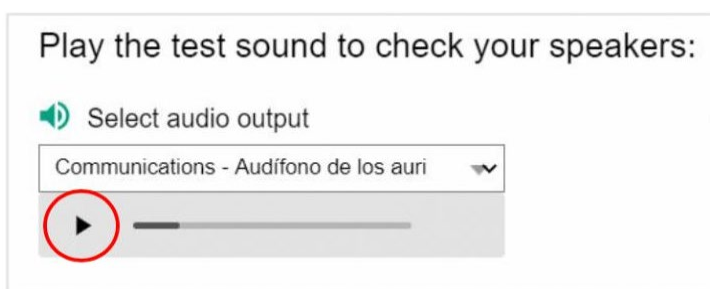 Play the test sound to check your speakers:
Select audio output
Communications - Audífono de los auri